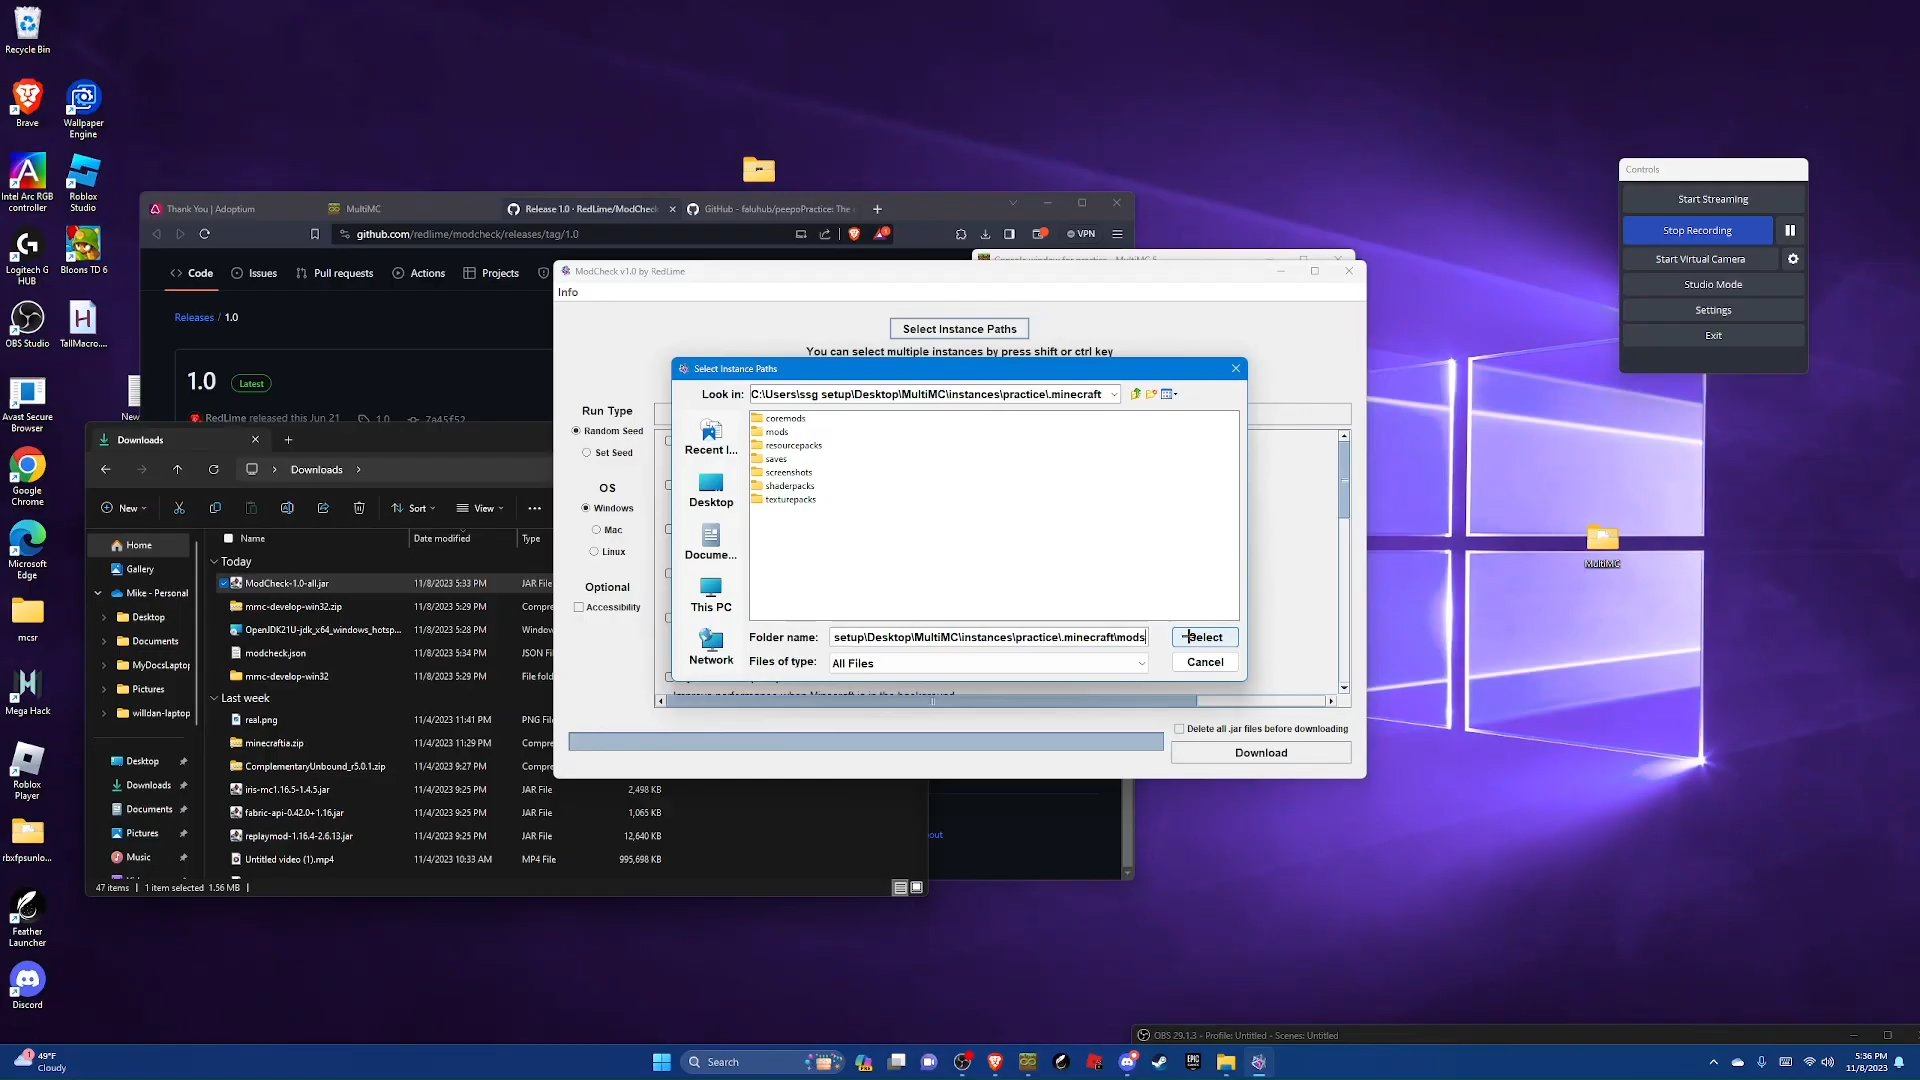 Recycle Bin
Brave
Wallpaper
Engine
Intel Arc RGB
controller
Roblox
Studio
Logitech G
HUB
Bloons TD 6
OBS Studio
TallMacro....
Avast Secure
Browser
New
Google
Chrome
Microsoft
Edge
mcsr
Mega Hack
Roblox
Player
rbxfpsunlo...
Feather
Launcher
Discord
Thank You | Adoptium
MultiMC
Release 1.0 · RedLime/ModCheck
GitHub - faluhub/peepoPractice: The
github.com/redlime/modcheck/releases/tag/1.0
VPN
Code
Issues
Pull requests
Actions
Projects
Releases / 1.0
1.0
Latest
RedLime released this Jun 21
1.0
7a45f52
out
Downloads
Downloads
New
Sort
View
Home
Gallery
Mike - Personal
Desktop
Documents
MyDocsLaptop
Pictures
willdan-laptop
Desktop
Downloads
Documents
Pictures
Music
Name
Date modified
Type
Today
ModCheck-1.0-all.jar 11/8/2023 5:33 PM JAR File
mmc-develop-win32.zip 11/8/2023 5:29 PM Compre
OpenJDK21U-jdk_x64_windows_hotsp... 11/8/2023 5:29 PM Window
modcheck.json 11/8/2023 5:34 PM JSON Fi
mmc-develop-win32 11/8/2023 5:29 PM File fold
Last week
real.png 11/4/2023 11:41 PM PNG File
minecraftia.zip 11/4/2023 11:29 PM Compre
ComplementaryUnbound_r5.0.1.zip 11/4/2023 9:27 PM Compre
iris-mc1.16.5-1.4.5.jar 11/4/2023 9:25 PM JAR File 2,498 KB
fabric-api-0.42.0+1.16.jar 11/4/2023 9:25 PM JAR File 1,065 KB
replaymod-1.16.4-2.6.13.jar 11/4/2023 9:25 PM JAR File 12,640 KB
Untitled video (1).mp4 11/4/2023 10:33 AM MP4 File 995,698 KB
47 items
1 item selected 1.56 MB
Console window for practice - MultiMC 5
ModCheck v1.0 by RedLime
Info
Select Instance Paths
You can select multiple instances by press shift or ctrl key
Run Type
Random Seed
Set Seed
OS
Windows
Mac
Linux
Optional
Accessibility
Improve performance when Minecraft is in the background
Delete all .jar files before downloading
Download
Select Instance Paths
Look in: C:\Users\ssg setup\Desktop\MultiMC\instances\practice\.minecraft
Recent I...
Desktop
Docume...
This PC
Network
coremods
mods
resourcepacks
saves
screenshots
shaderpacks
texturepacks
Folder name: setup\Desktop\MultiMC\instances\practice\.minecraft\mods
Select
Files of type: All Files
Cancel
Controls
Start Streaming
Stop Recording
Start Virtual Camera
Studio Mode
Settings
Exit
MultiMC
OBS 29.1.3 - Profile: Untitled - Scenes: Untitled
1
49°F
Cloudy
Search
5:36 PM
11/8/2023